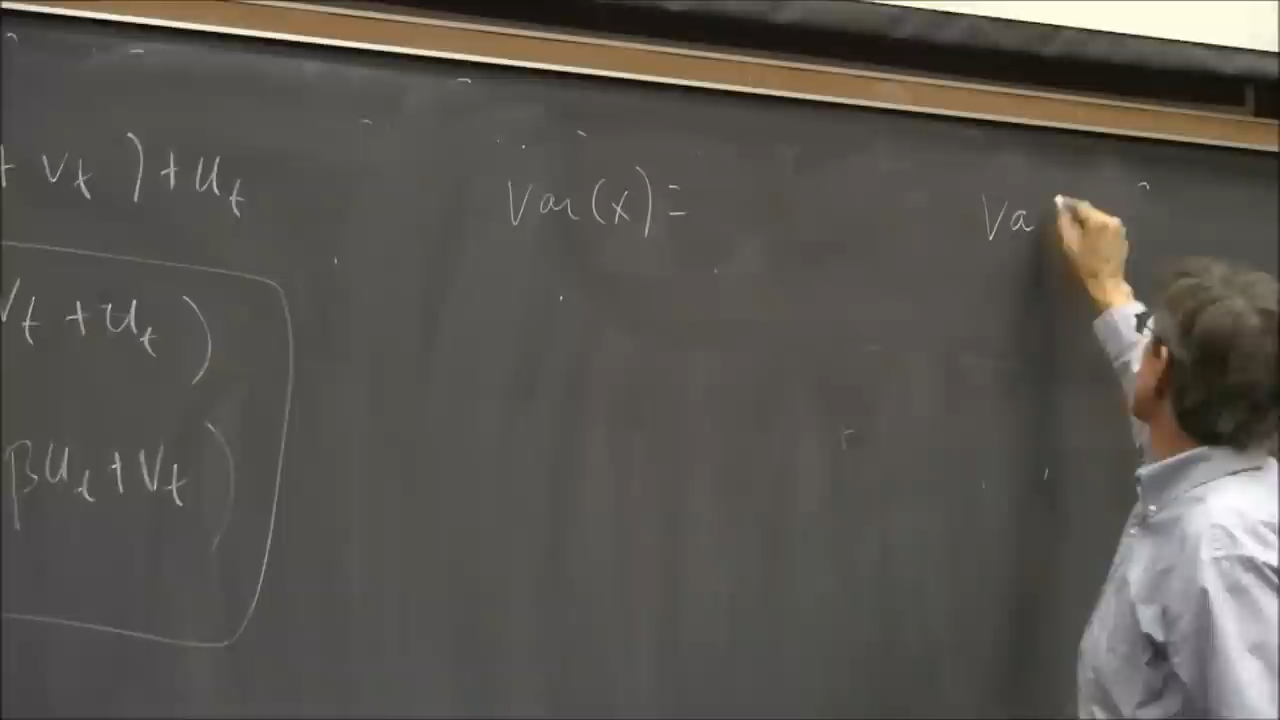 + v_t ) + u_t
v_t + u_t )
βu_t + v_t )
Var(x) =
Va